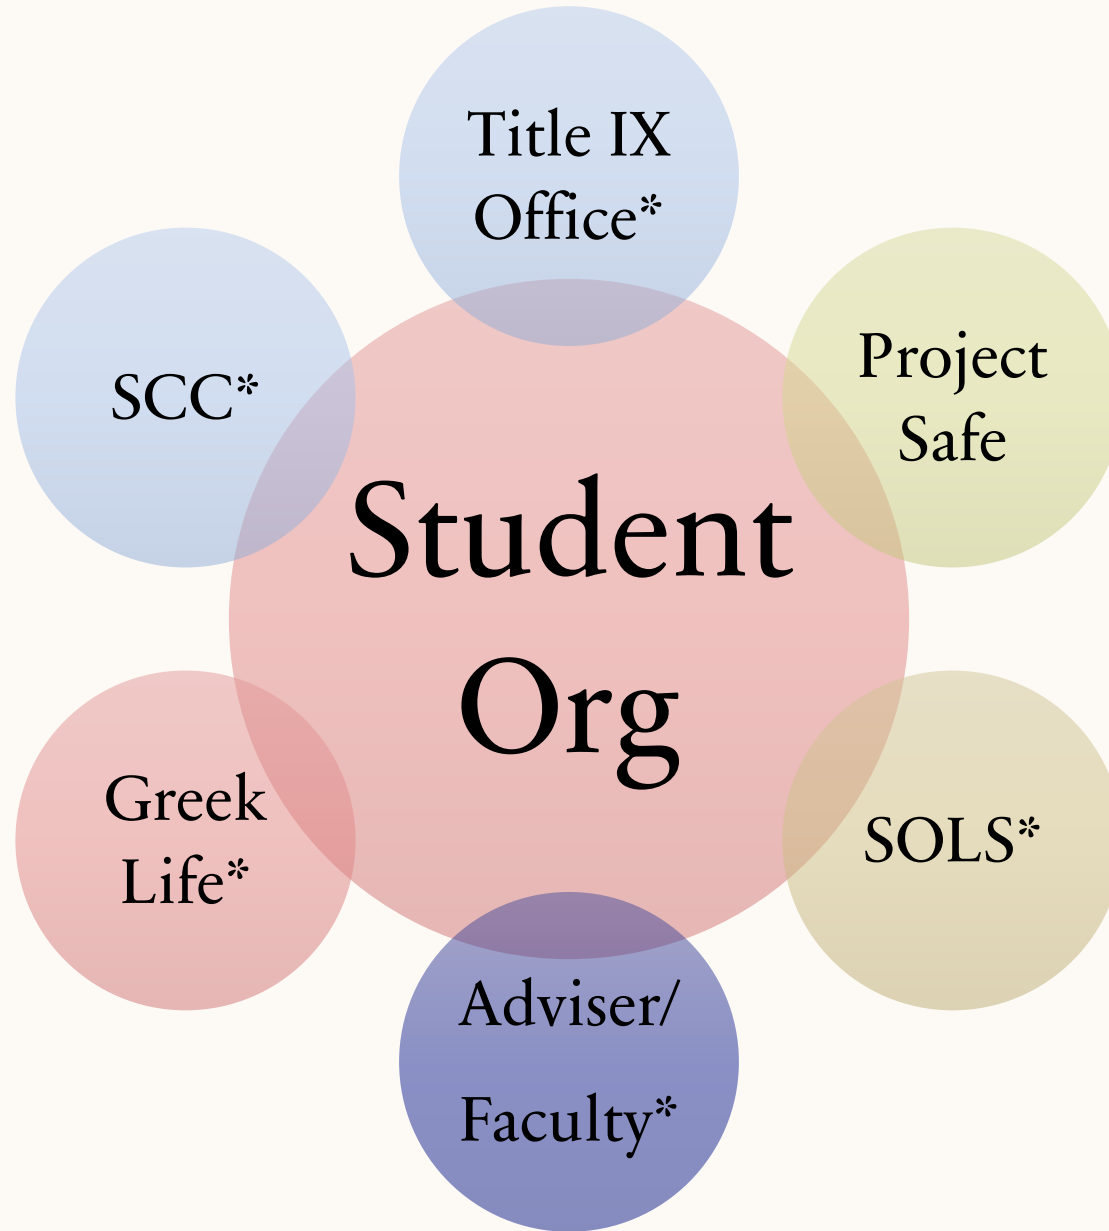 Title IX
Office*
Project
Safe
SCC*
Student
Org
Greek
Life*
SOLS*
Adviser/
Faculty*